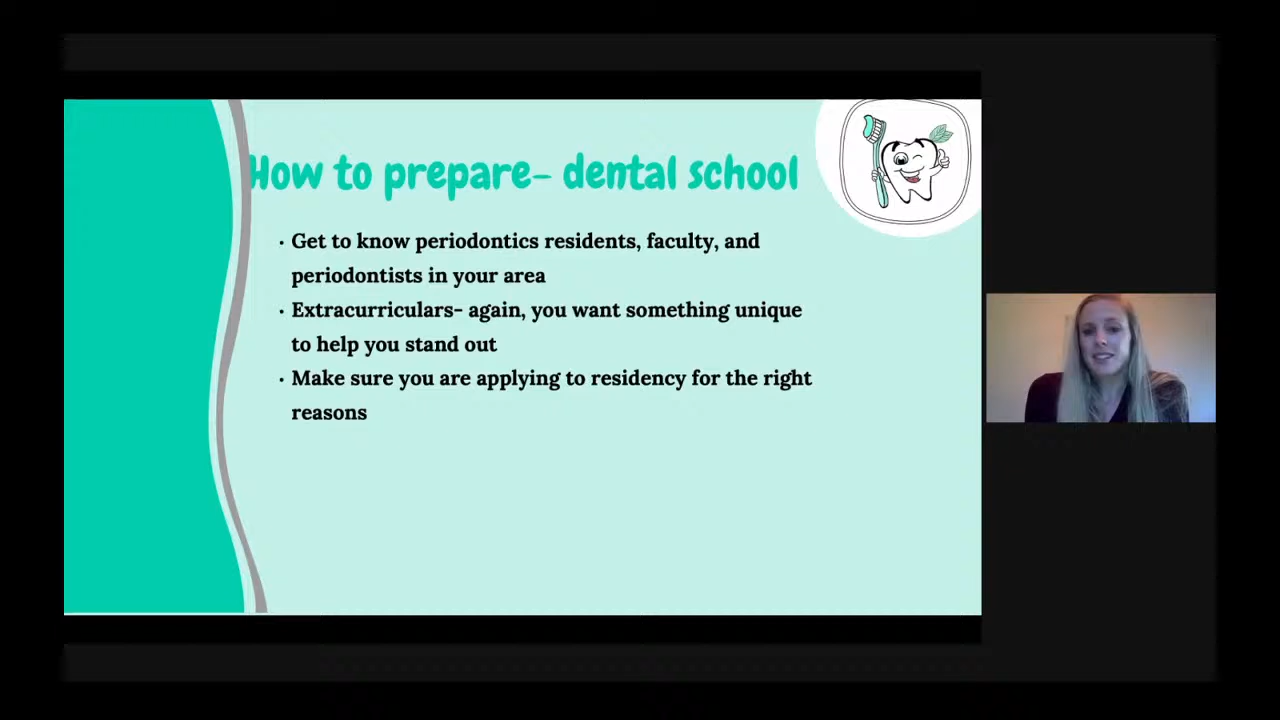 How to prepare- dental school
• Get to know periodontics residents, faculty, and
periodontists in your area
• Extracurriculars- again, you want something unique
to help you stand out
• Make sure you are applying to residency for the right
reasons